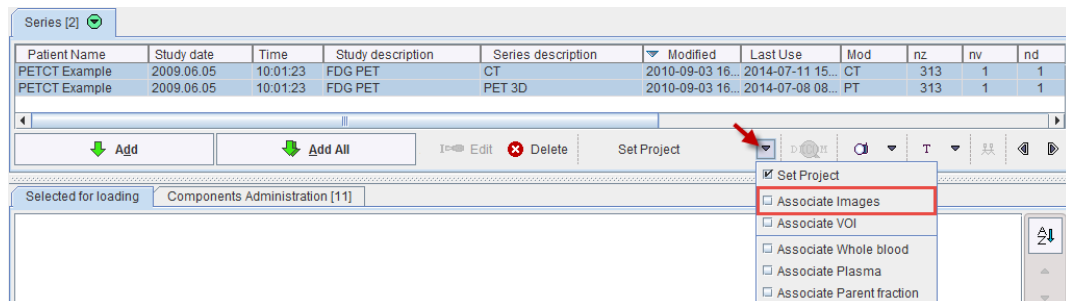 Series [2]
Patient Name Study date Time Study description Series description Modified Last Use Mod nz nv nd
PETCT Example 2009.06.05 10:01:23 FDG PET CT 2010-09-03 16... 2014-07-11 15... CT 313 1 1
PETCT Example 2009.06.05 10:01:23 FDG PET PET 3D 2010-09-03 16... 2014-07-08 08... PT 313 1 1
Add Add All Edit Delete Set Project T
Set Project
Selected for loading Components Administration [11]
Associate Images
Associate VOI
Associate Whole blood
Associate Plasma
Associate Parent fraction
A
Z